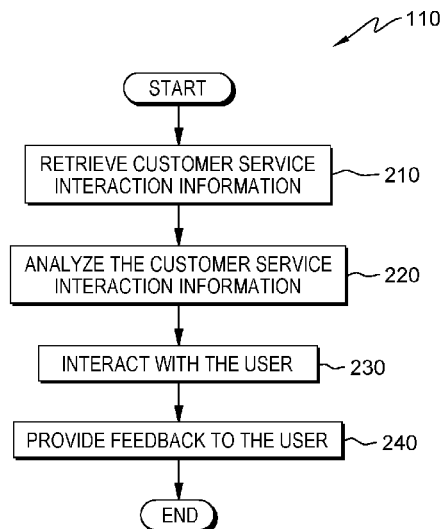 110
START
RETRIEVE CUSTOMER SERVICE
INTERACTION INFORMATION
210
ANALYZE THE CUSTOMER SERVICE
INTERACTION INFORMATION
220
INTERACT WITH THE USER
230
PROVIDE FEEDBACK TO THE USER
240
END